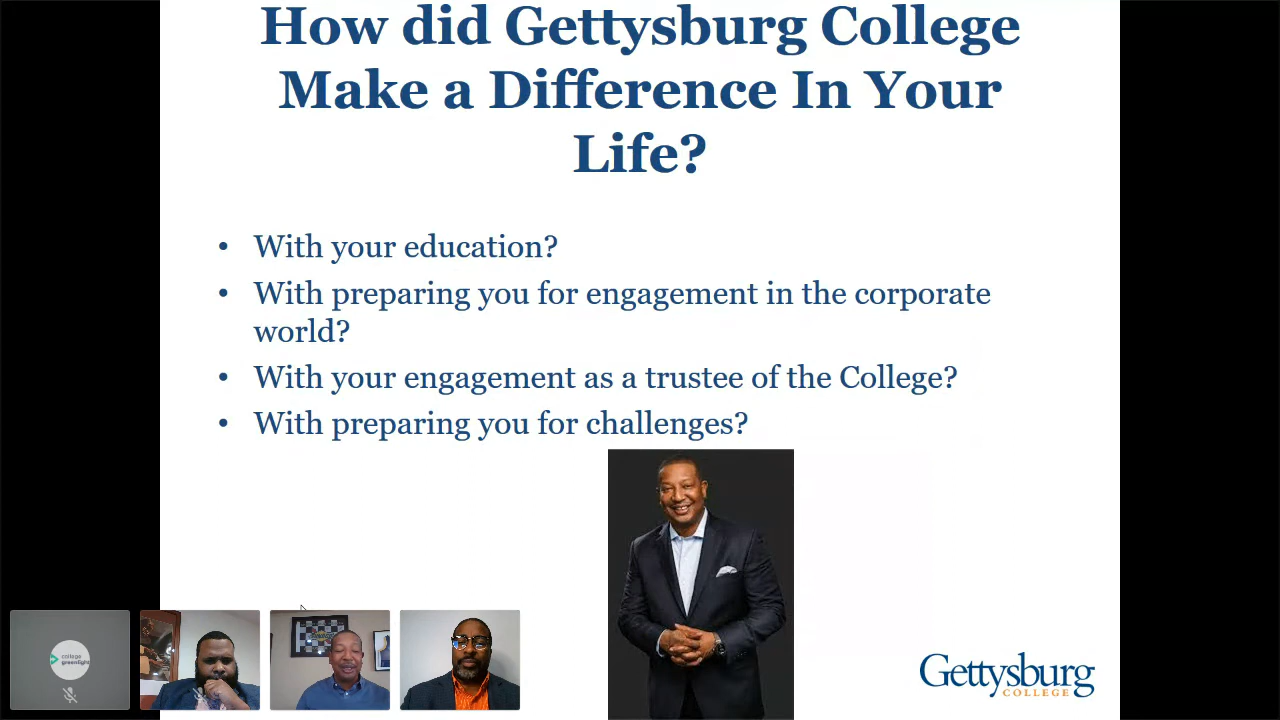 How did Gettysburg College
Make a Difference In Your
Life?
• With your education?
• With preparing you for engagement in the corporate
world?
• With your engagement as a trustee of the College?
• With preparing you for challenges?
college
greenlight
Gettysburg
COLLEGE